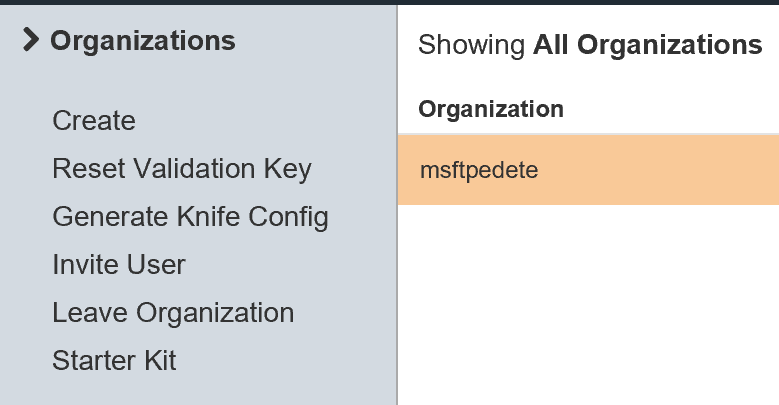 Organizations
Create
Reset Validation Key
Generate Knife Config
Invite User
Leave Organization
Starter Kit
Showing All Organizations
Organization
msftpedete